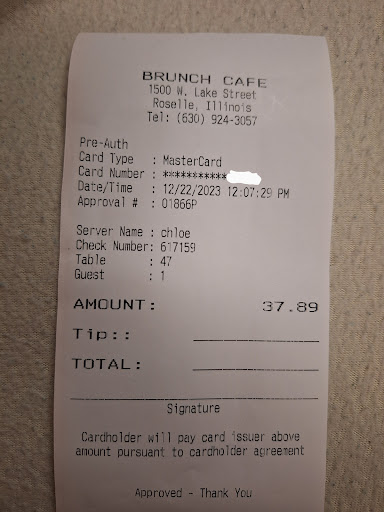 BRUNCH CAFE
1500 W. Lake Street
Roselle, Illinois
Tel: (630) 924-3057
Pre-Auth
Card Type : MasterCard
Card Number : ***********
Date/Time : 12/22/2023 12:07:29 PM
Approval # : 01866P
Server Name : chloe
Check Number: 617159
Table : 47
Guest : 1
AMOUNT: 37.89
Tip::
TOTAL:
Signature
Cardholder will pay card issuer above
amount pursuant to cardholder agreement
Approved - Thank You